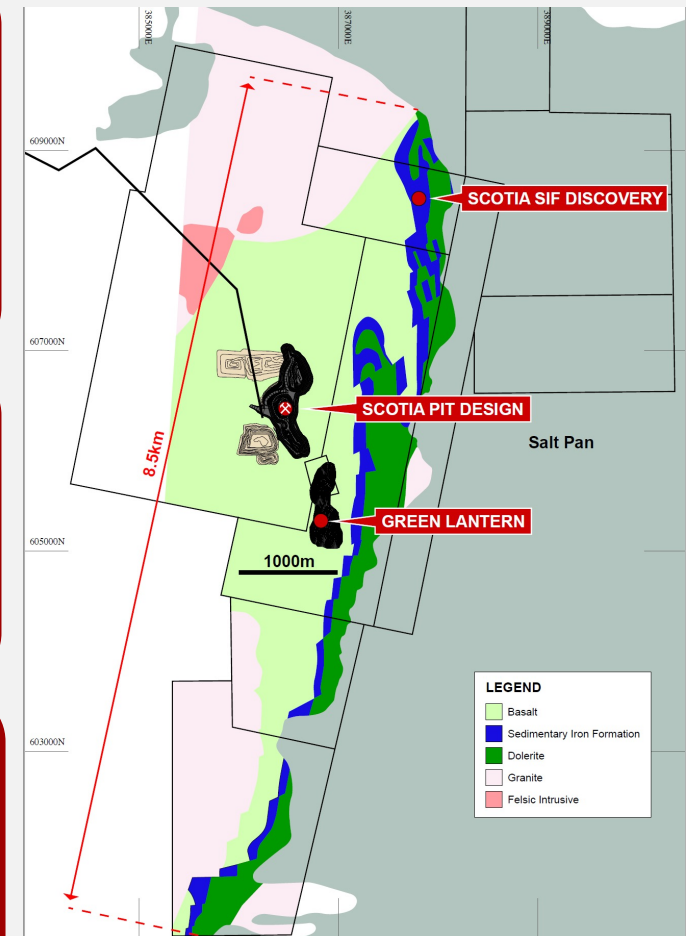 385000E
387000E
389000E
609000N
SCOTIA SIF DISCOVERY
607000N
SCOTIA PIT DESIGN
Salt Pan
8.5km
GREEN LANTERN
605000N
1000m
LEGEND
Basalt
Sedimentary Iron Formation
Dolerite
Granite
Felsic Intrusive
603000N